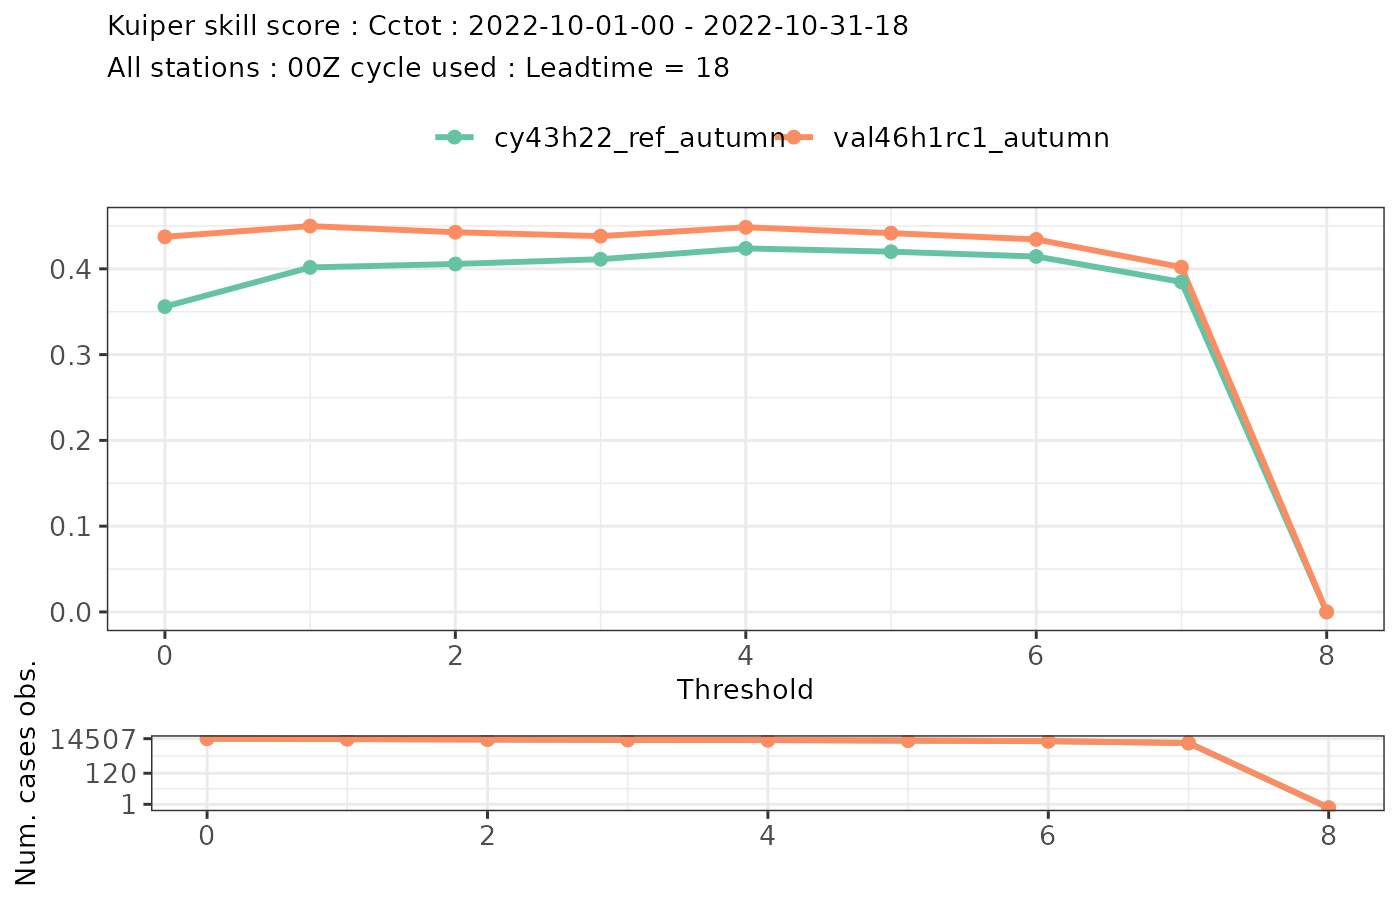 Kuiper skill score : Cctot : 2022-10-01-00 - 2022-10-31-18
All stations : 00Z cycle used : Leadtime = 18
cy43h22_ref_autumn val46h1rc1_autumn
0.4
0.3
0.2
0.1
0.0
0 2 4 6 8
Threshold
Num. cases obs.
14507
120
1
0 2 4 6 8